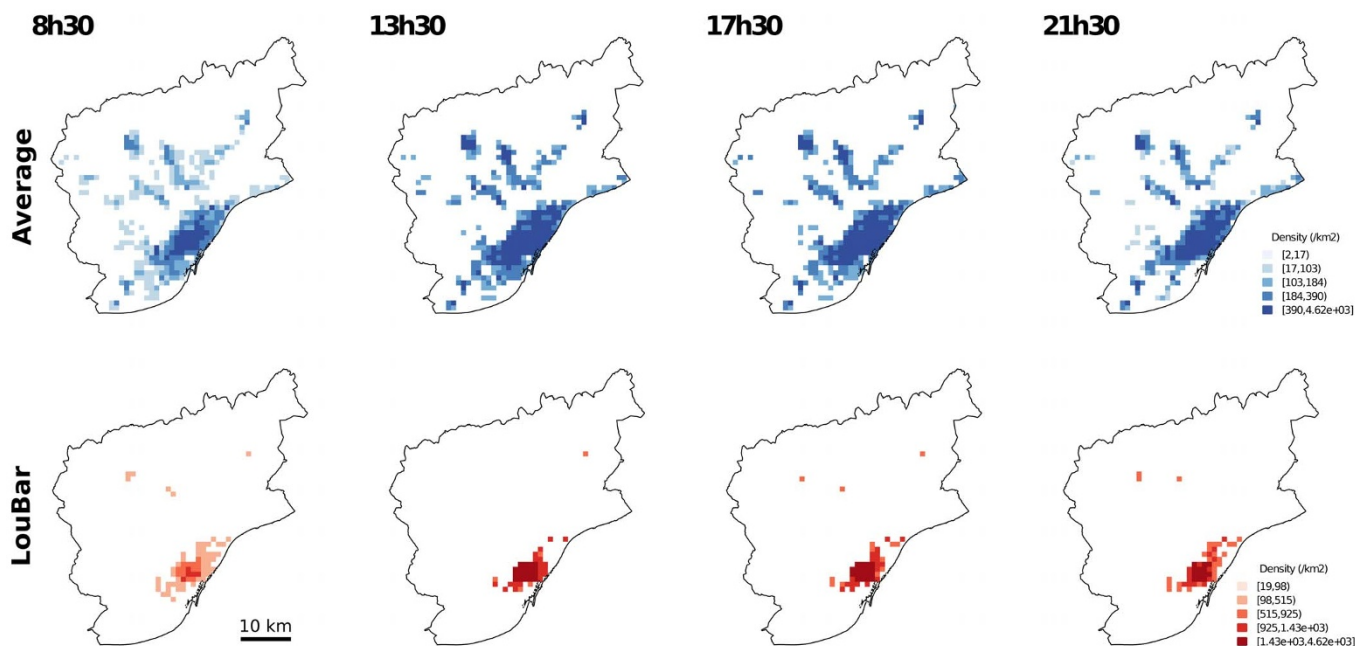 8h30 13h30 17h30 21h30
Average
Density (/km2)
[2,17)
[17,103)
[103,184)
[184,390)
[390,4.62e+03]
LouBar
10 km
Density (/km2)
[19,98)
[98,515)
[515,925)
[925,1.43e+03)
[1.43e+03,4.62e+03]